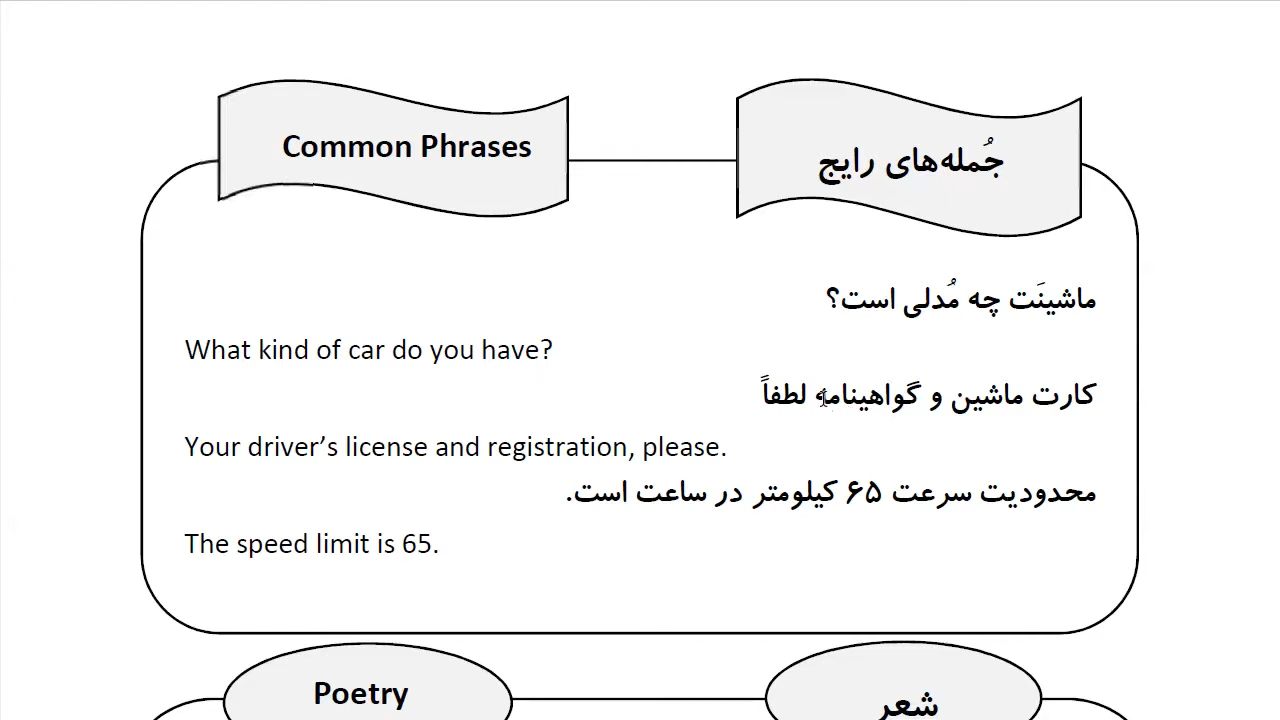 Common Phrases
جُمله‌های رایج
ماشینَت چه مُدلی است؟
What kind of car do you have?
کارت ماشین و گواهینامه لطفاً
Your driver’s license and registration, please.
محدودیت سرعت ۶۵ کیلومتر در ساعت است.
The speed limit is 65.
Poetry
شعر